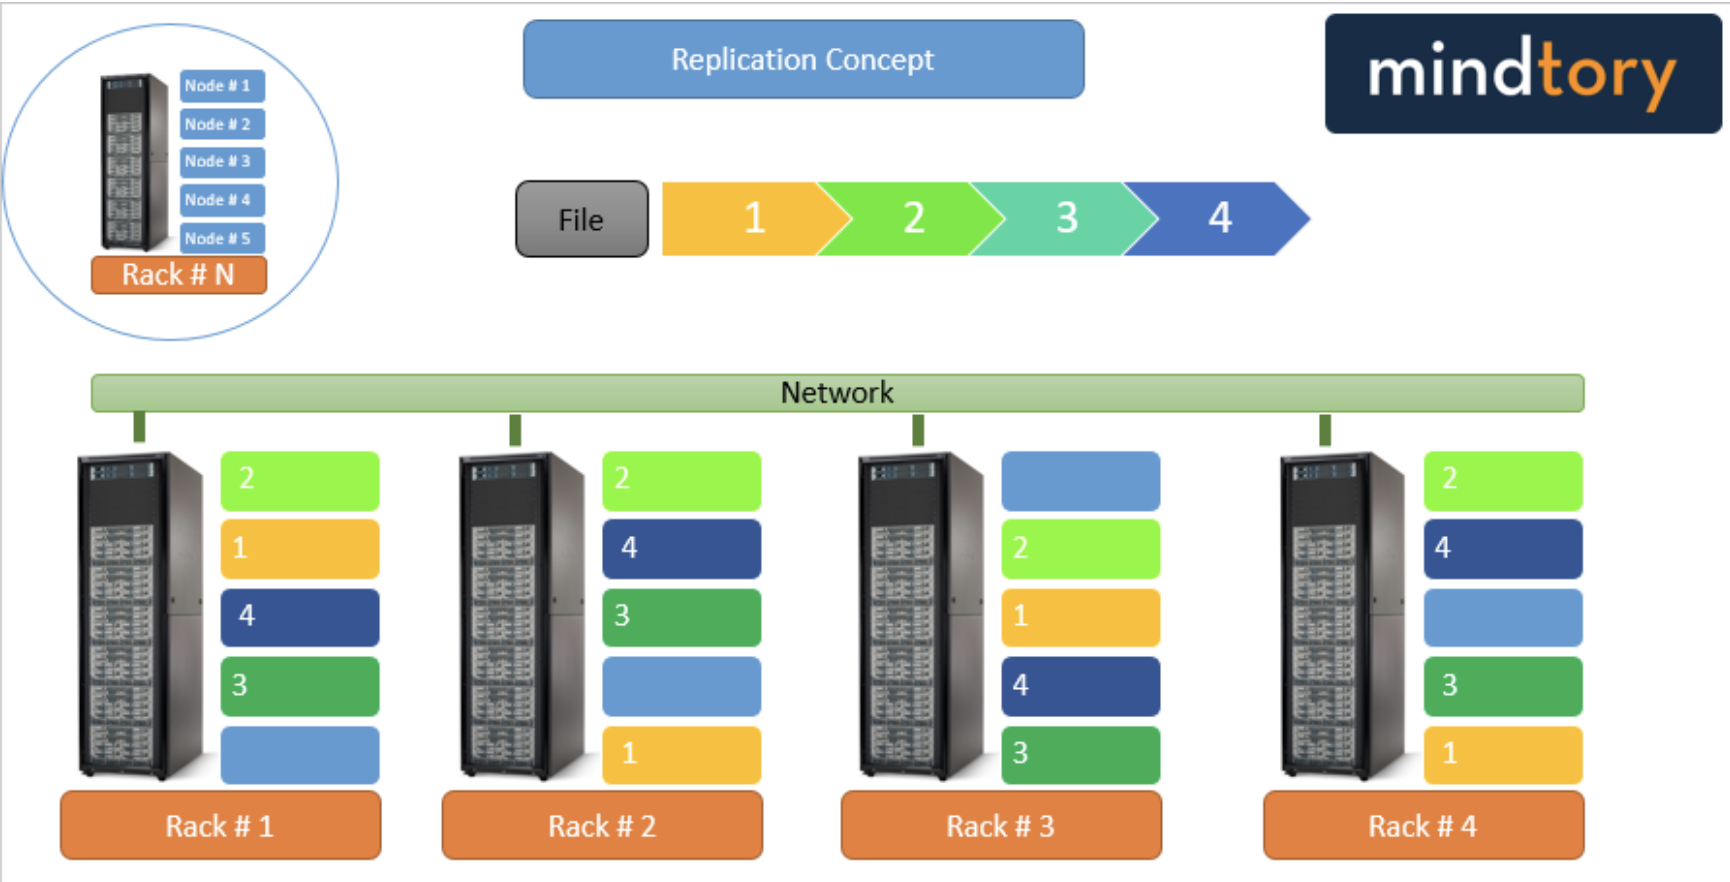 Replication Concept
mindtory
Node # 1
Node # 2
Node # 3
Node # 4
Node # 5
Rack # N
File
1
2
3
4
Network
2
1
4
3
Rack # 1
2
4
3
1
Rack # 2
2
1
4
3
Rack # 3
2
4
3
1
Rack # 4